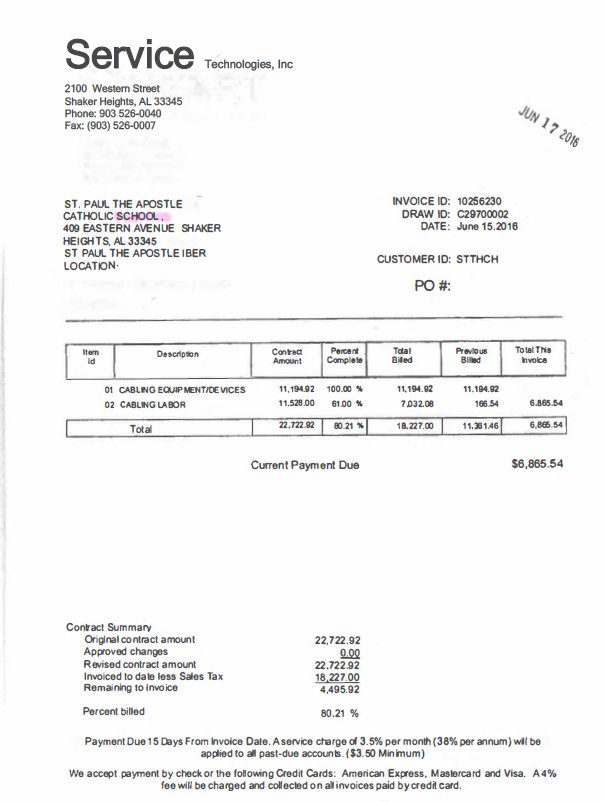 Service Technologies, Inc
2100 Western Street
Shaker Heights, AL 33345
Phone: 903 526-0040
Fax: (903) 526-0007
JUN 17 2016
ST. PAUL THE APOSTLE
CATHOLIC SCHOOL,
409 EASTERN AVENUE SHAKER
HEIGHTS, AL 33345
ST PAUL THE APOSTLE IBER
LOCATION·
INVOICE ID: 10256230
DRAW ID: C29700002
DATE: June 15.2016
CUSTOMER ID: STTHCH
PO #:
Item Id Description Contract Amount Percent Complete Total Billed Previous Billed Total This Invoice
01 CABLING EQUIPMENT/DEVICES 11,194.92 100.00 % 11,194.92 11,194.92
02 CABLING LABOR 11.528.00 61.00 % 7,032.08 166.54 6.865.54
Total 22,722.92 80.21 % 18,227.00 11,361.46 6,865.54
Current Payment Due $6,865.54
Contract Summary
Original contract amount 22,722.92
Approved changes 0.00
Revised contract amount 22,722.92
Invoiced to date less Sales Tax 18,227.00
Remaining to Invoice 4,495.92
Percent billed 80.21 %
Payment Due 15 Days From Invoice Date. A service charge of 3.5% per month (38% per annum) will be
applied to all past-due accounts. ($3.50 Minimum)
We accept payment by check or the following Credit Cards: American Express, Mastercard and Visa. A 4%
fee will be charged and collected on all invoices paid by credit card.